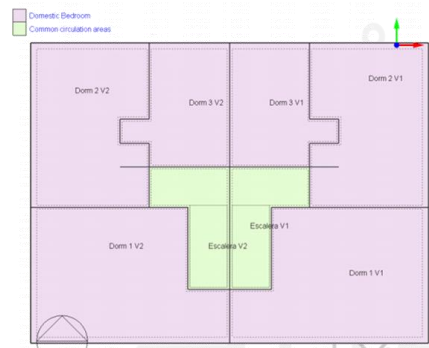 Domestic Bedroom
Common circulation areas
Dorm 2 V2
Dorm 3 V2
Dorm 3 V1
Dorm 2 V1
Escalera V1
Dorm 1 V2
Escalera V2
Dorm 1 V1